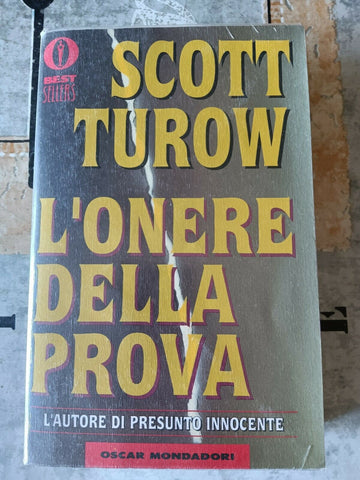 BEST
SELLERS
SCOTT
TUROW
L'ONERE
DELLA
PROVA
L'AUTORE DI PRESUNTO INNOCENTE
OSCAR MONDADORI